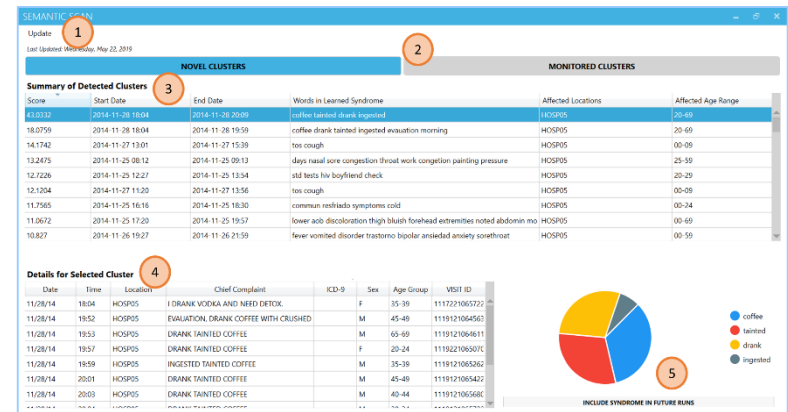 SEMANTIC SCAN
Update
1
Last Updated: Wednesday, May 22, 2019
2
NOVEL CLUSTERS MONITORED CLUSTERS
Summary of Detected Clusters 3
Score Start Date End Date Words in Learned Syndrome Affected Locations Affected Age Range
43.0332 2014-11-28 18:04 2014-11-28 20:09 coffee tainted drank ingested HOSP05 20-69
18.0759 2014-11-28 18:04 2014-11-28 19:59 coffee drank tainted ingested evauation morning HOSP05 20-69
14.1742 2014-11-27 13:01 2014-11-27 15:39 tos cough HOSP05 00-09
13.2475 2014-11-25 08:12 2014-11-25 09:13 days nasal sore congestion throat work congetion painting pressure HOSP05 25-59
12.7226 2014-11-25 12:27 2014-11-25 13:54 std tests hiv boyfriend check HOSP05 20-29
12.1204 2014-11-27 11:20 2014-11-27 13:56 tos cough HOSP05 00-09
11.7565 2014-11-25 16:16 2014-11-25 18:30 commun resfriado symptoms cold HOSP05 00-24
11.0672 2014-11-25 17:20 2014-11-25 19:57 lower aob discoloration thigh bluish forehead extremities noted abdomin mo HOSP05 00-69
10.827 2014-11-26 19:27 2014-11-26 21:59 fever vomited disorder trastorno bipolar ansiedad anxiety sorethroat HOSP05 00-59
Details for Selected Cluster 4
Date Time Location Chief Complaint ICD-9 Sex Age Group VISIT ID
11/28/14 18:04 HOSP05 I DRANK VODKA AND NEED DETOX. F 35-39 1117221065722
11/28/14 19:52 HOSP05 EVALUATION, DRANK COFFEE WITH CRUSHED M 45-49 1119121064563
11/28/14 19:53 HOSP05 DRANK TAINTED COFFEE M 65-69 1119121064611
11/28/14 19:57 HOSP05 DRANK TAINTED COFFEE F 20-24 111922106507
11/28/14 19:59 HOSP05 INGESTED TAINTED COFFEE M 35-39 1119121065262
11/28/14 20:01 HOSP05 DRANK TAINTED COFFEE M 45-49 1119121065422
11/28/14 20:03 HOSP05 DRANK TAINTED COFFEE M 40-44 111912106568
coffee
tainted
drank
ingested
5
INCLUDE SYNDROME IN FUTURE RUNS